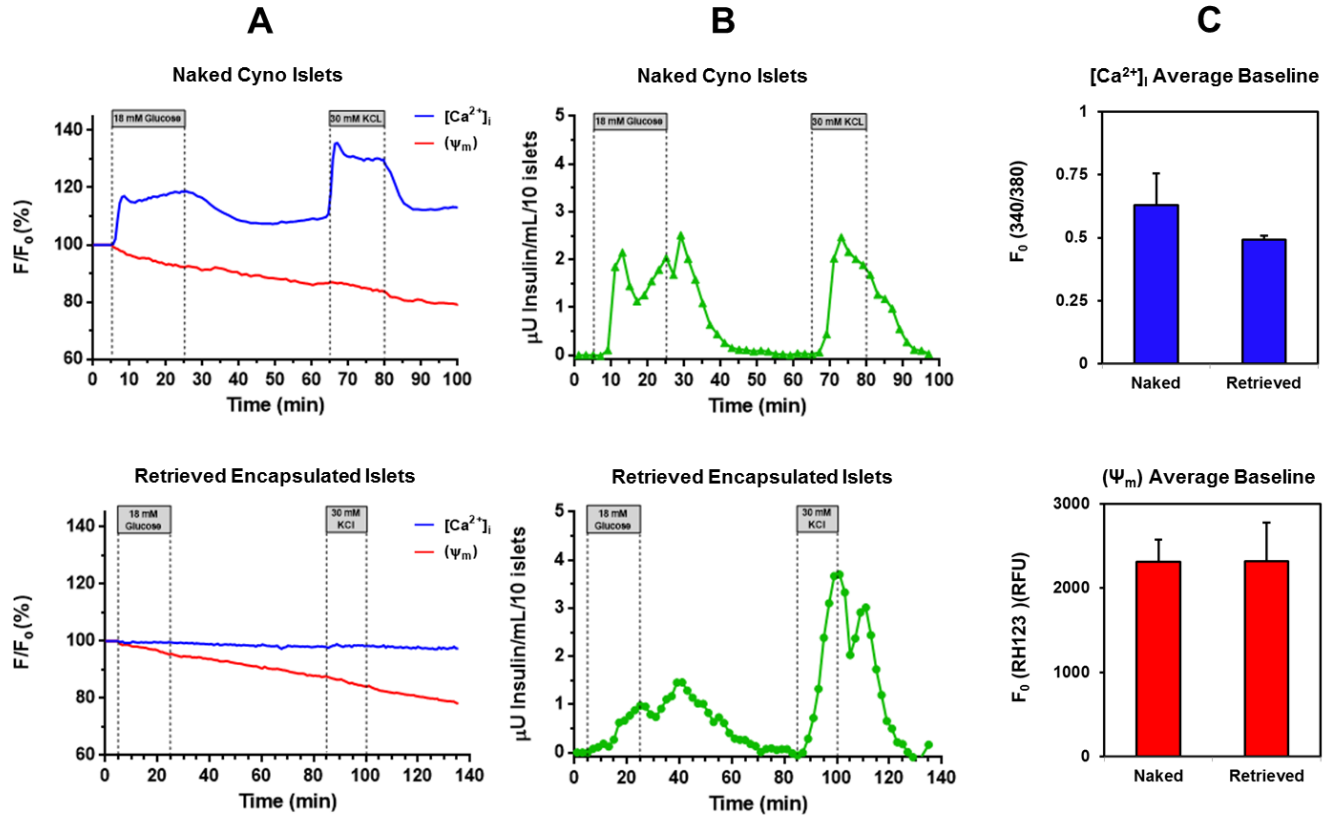 A
B
C
Naked Cyno Islets
140
120
100
80
60
F/Fₒ(%)
18 mM Glucose
30 mM KCL
[Ca²⁺]ᵢ
(Ψₘ)
0 10 20 30 40 50 60 70 80 90 100
Time (min)
Naked Cyno Islets
5
4
3
2
1
0
μU Insulin/mL/10 islets
18 mM Glucose
30 mM KCL
0 10 20 30 40 50 60 70 80 90 100
Time (min)
[Ca²⁺]ₗ Average Baseline
1
0.75
0.5
0.25
0
F₀ (340/380)
Naked Retrieved
Retrieved Encapsulated Islets
140
120
100
80
60
F/Fₒ(%)
18 mM
Glucose
30 mM
KCl
[Ca²⁺]ᵢ
(Ψₘ)
0 20 40 60 80 100 120 140
Time (min)
Retrieved Encapsulated Islets
5
4
3
2
1
0
μU Insulin/mL/10 islets
18 mM
Glucose
30 mM
KCl
0 20 40 60 80 100 120 140
Time (min)
(Ψₘ) Average Baseline
3000
2000
1000
0
F₀ (RH123 )(RFU)
Naked Retrieved